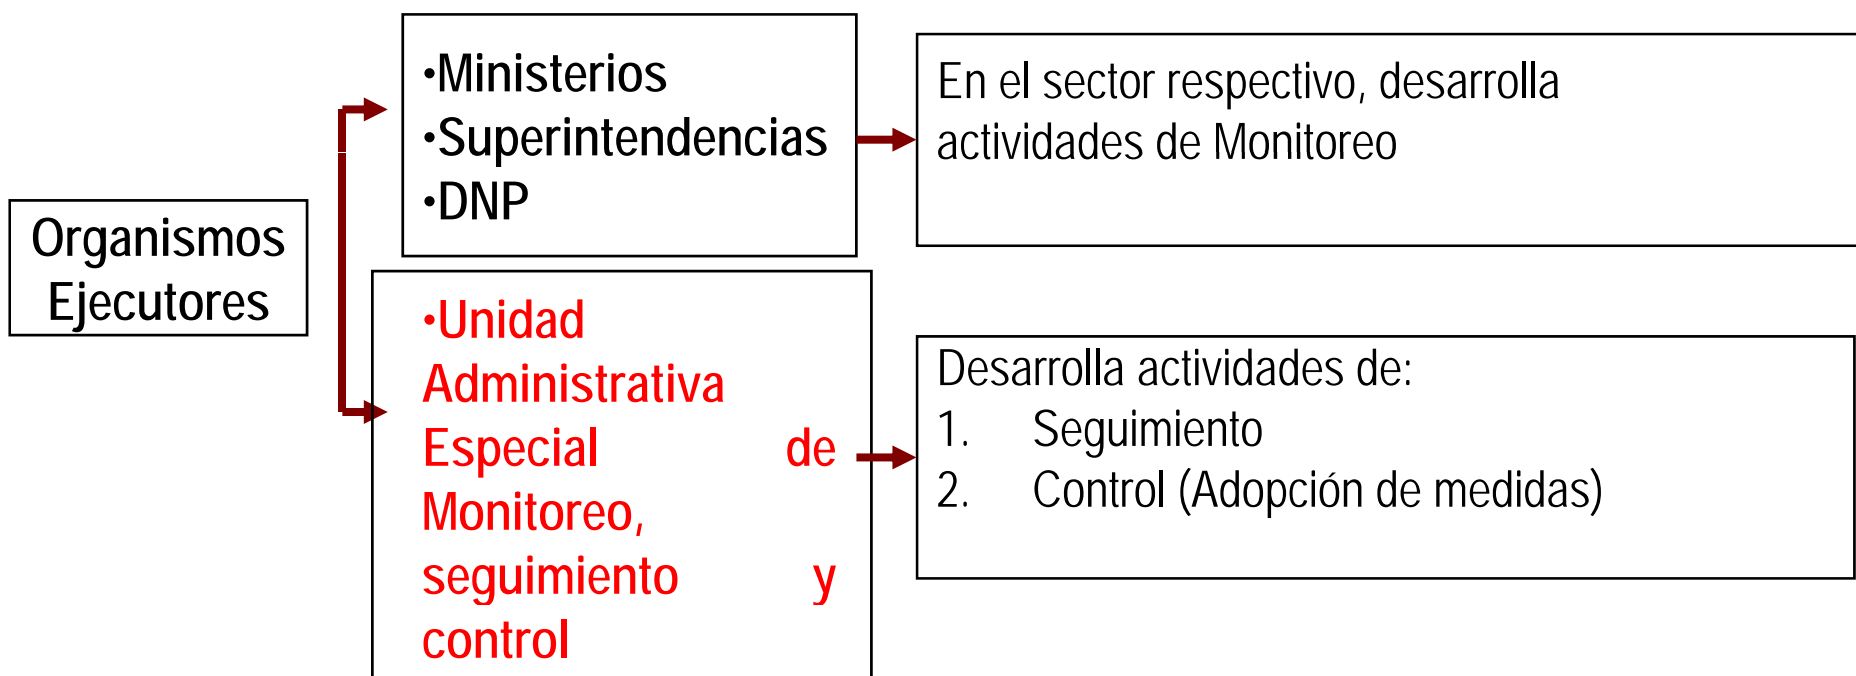 Organismos
Ejecutores
•Ministerios
•Superintendencias
•DNP
En el sector respectivo, desarrolla
actividades de Monitoreo
•Unidad
Administrativa
Especial de
Monitoreo,
seguimiento y
control
Desarrolla actividades de:
1. Seguimiento
2. Control (Adopción de medidas)